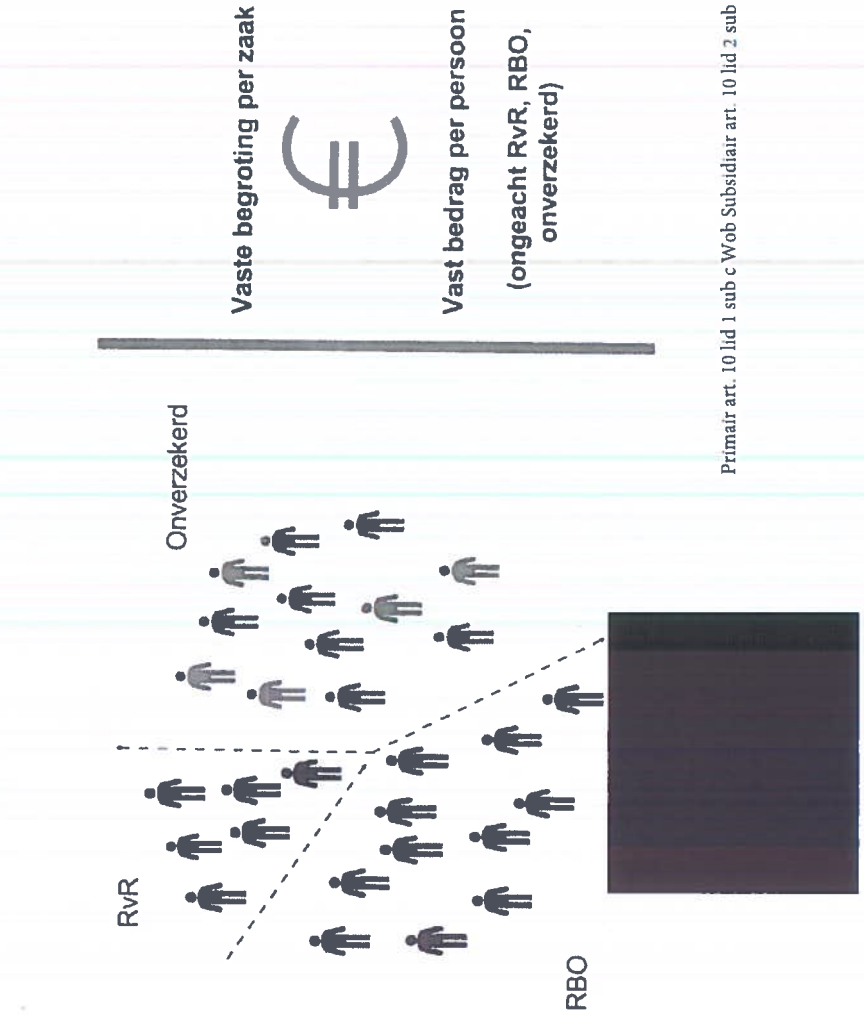 RvR
Onverzekerd
RBO
Vaste begroting per zaak
€
Vast bedrag per persoon
(ongeacht RvR, RBO,
onverzekerd)
Primair art. 10 lid 1 sub c Wob Subsidiair art. 10 lid 2 sub